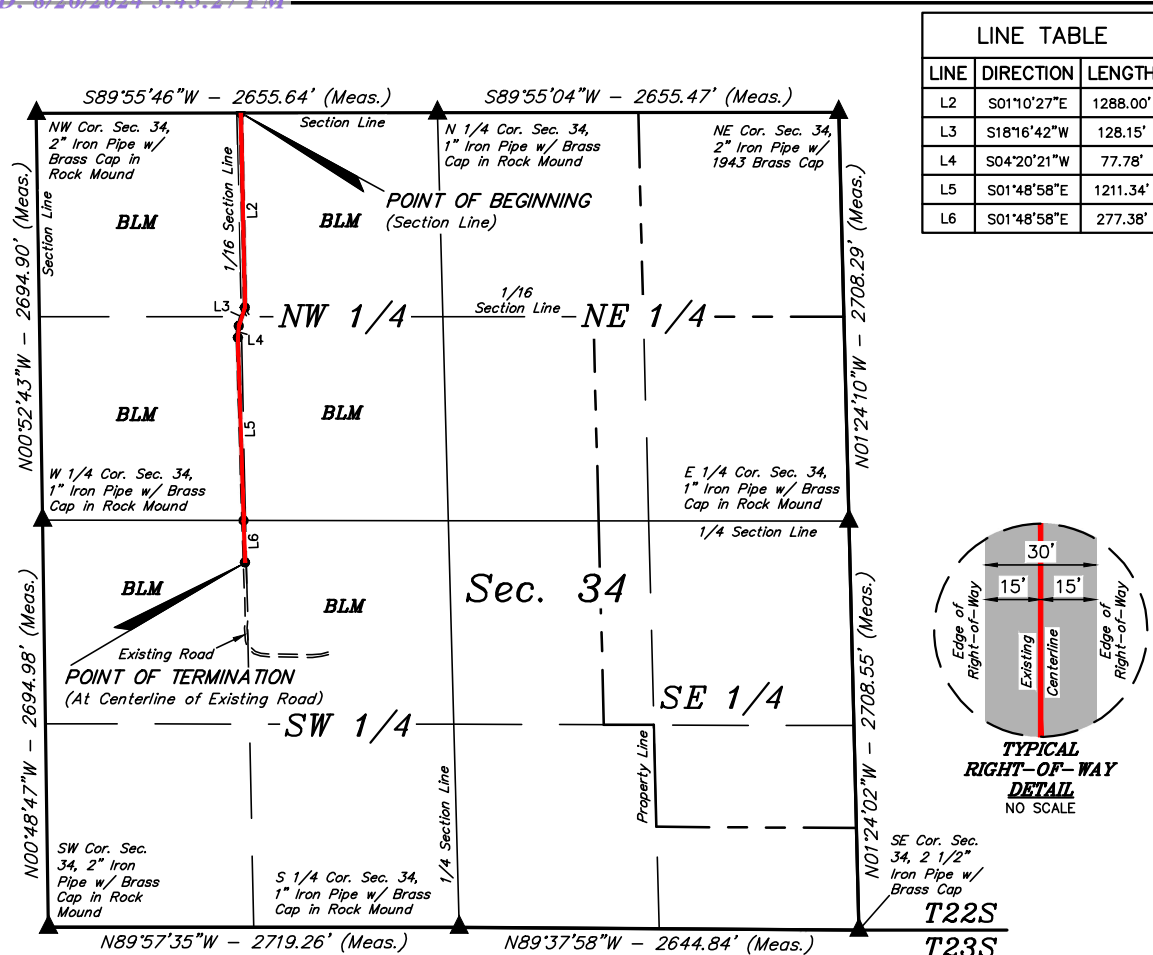 D: 6/26/2024 3:43:27 PM
LINE TABLE
LINE DIRECTION LENGTH
L2 S01°10'27"E 1288.00'
L3 S18°16'42"W 128.15'
L4 S04°20'21"W 77.78'
L5 S01°48'58"E 1211.34'
L6 S01°48'58"E 277.38'
S89°55'46"W - 2655.64' (Meas.)
S89°55'04"W - 2655.47' (Meas.)
Section Line
NW Cor. Sec. 34,
2" Iron Pipe w/
Brass Cap in
Rock Mound
N 1/4 Cor. Sec. 34,
1" Iron Pipe w/ Brass
Cap in Rock Mound
NE Cor. Sec. 34,
2" Iron Pipe w/
1943 Brass Cap
POINT OF BEGINNING
(Section Line)
Section Line
1/16 Section Line
L2
BLM
BLM
N00°52'43"W - 2694.90' (Meas.)
N01°24'10"W - 2708.29' (Meas.)
1/16
Section Line
L3
NW 1/4
NE 1/4
L4
BLM
BLM
L5
W 1/4 Cor. Sec. 34,
1" Iron Pipe w/ Brass
Cap in Rock Mound
E 1/4 Cor. Sec. 34,
1" Iron Pipe w/ Brass
Cap in Rock Mound
1/4 Section Line
L6
BLM
BLM
Sec. 34
Existing Road
POINT OF TERMINATION
(At Centerline of Existing Road)
N00°48'47"W - 2694.98' (Meas.)
N01°24'02"W - 2708.55' (Meas.)
SW 1/4
SE 1/4
Property Line
1/4 Section Line
30'
15' 15'
Edge of
Right-of-Way
Existing
Centerline
Edge of
Right-of-Way
TYPICAL
RIGHT-OF-WAY
DETAIL
NO SCALE
SW Cor. Sec.
34, 2" Iron
Pipe w/ Brass
Cap in Rock
Mound
S 1/4 Cor. Sec. 34,
1" Iron Pipe w/ Brass
Cap in Rock Mound
SE Cor. Sec.
34, 2 1/2"
Iron Pipe w/
Brass Cap
N89°57'35"W - 2719.26' (Meas.)
N89°37'58"W - 2644.84' (Meas.)
T22S
T23S